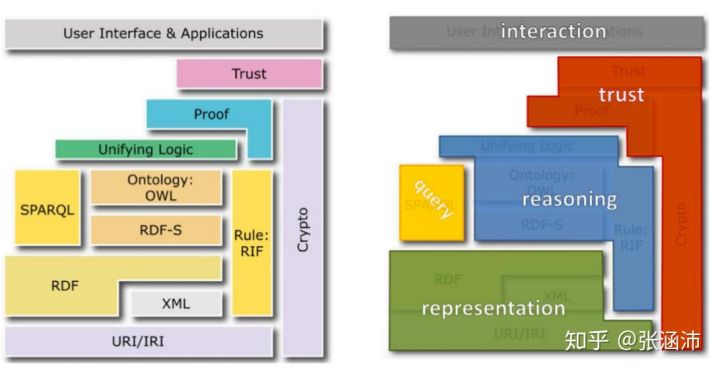 User Interface & Applications
Trust
Proof
Unifying Logic
Ontology:
OWL
SPARQL
RDF-S
Rule:
RIF
Crypto
RDF
XML
URI/IRI
User Interface & Applications
interaction
Trust
trust
Proof
Unifying Logic
Ontology:
OWL
query
SPARQL
reasoning
RDF-S
Rule:
RIF
Crypto
RDF
XML
representation
URI/IRI
知乎 @张涵沛